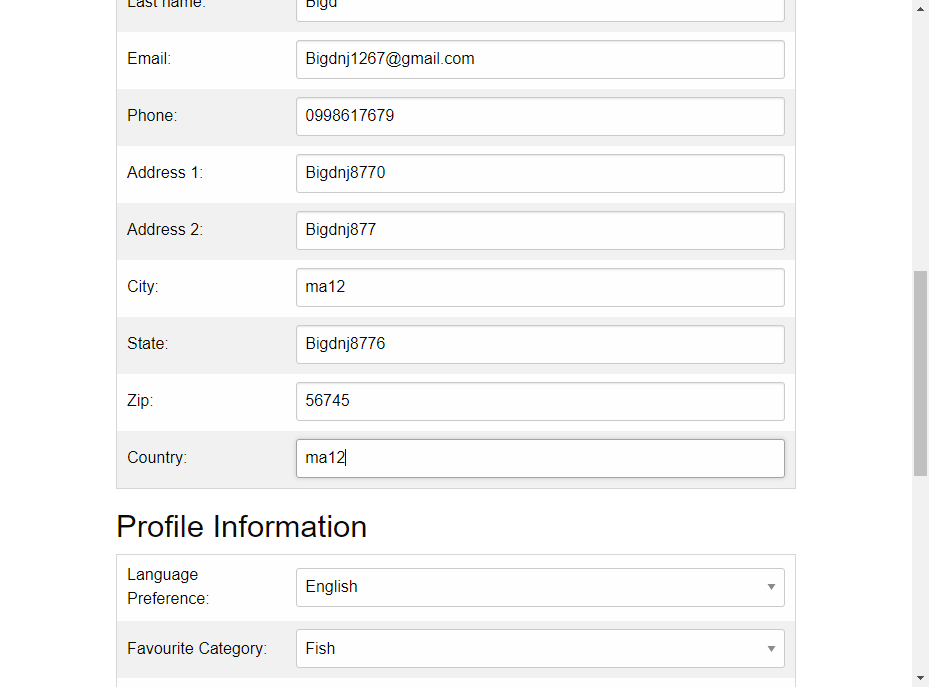 Last name:
Bigd
Email:
Bigdnj1267@gmail.com
Phone:
0998617679
Address 1:
Bigdnj8770
Address 2:
Bigdnj877
City:
ma12
State:
Bigdnj8776
Zip:
56745
Country:
ma12
Profile Information
Language
Preference:
English
Favourite Category:
Fish